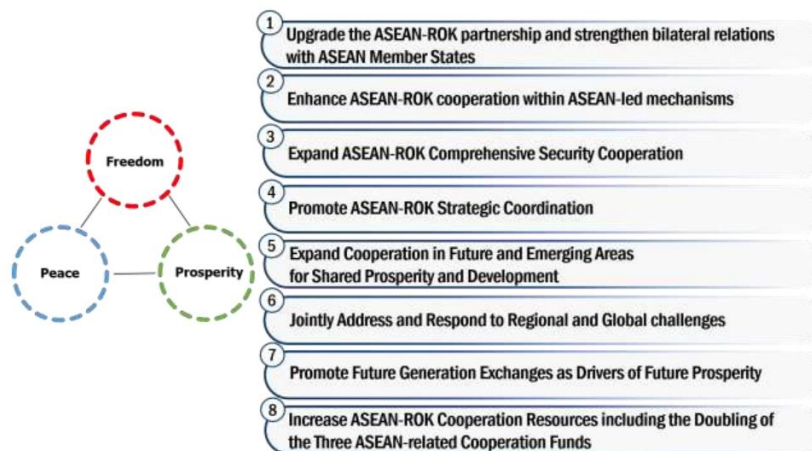 Freedom
Peace
Prosperity
1
Upgrade the ASEAN-ROK partnership and strengthen bilateral relations
with ASEAN Member States
2
Enhance ASEAN-ROK cooperation within ASEAN-led mechanisms
3
Expand ASEAN-ROK Comprehensive Security Cooperation
4
Promote ASEAN-ROK Strategic Coordination
5
Expand Cooperation in Future and Emerging Areas
for Shared Prosperity and Development
6
Jointly Address and Respond to Regional and Global challenges
7
Promote Future Generation Exchanges as Drivers of Future Prosperity
8
Increase ASEAN-ROK Cooperation Resources including the Doubling of
the Three ASEAN-related Cooperation Funds